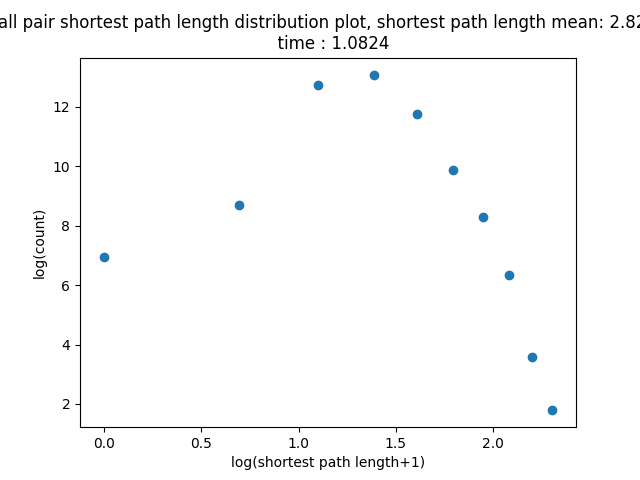 all pair shortest path length distribution plot, shortest path length mean: 2.82
time : 1.0824
log(count)
12
10
8
6
4
2
0.0 0.5 1.0 1.5 2.0
log(shortest path length+1)